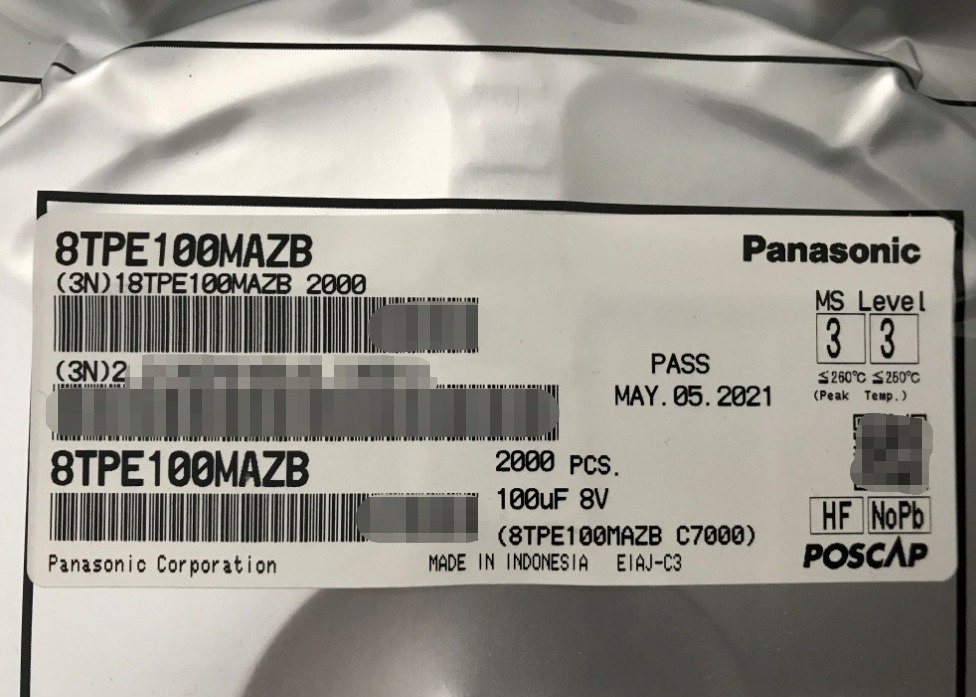 8TPE100MAZB
Panasonic
(3N)18TPE100MAZB 2000
MS Level
3 3
≦260℃ ≦250℃
(Peak Temp.)
(3N)2
PASS
MAY.05.2021
8TPE100MAZB
2000 PCS.
100uF 8V
(8TPE100MAZB C7000)
HF NoPb
POSCAP
Panasonic Corporation
MADE IN INDONESIA EIAJ-C3